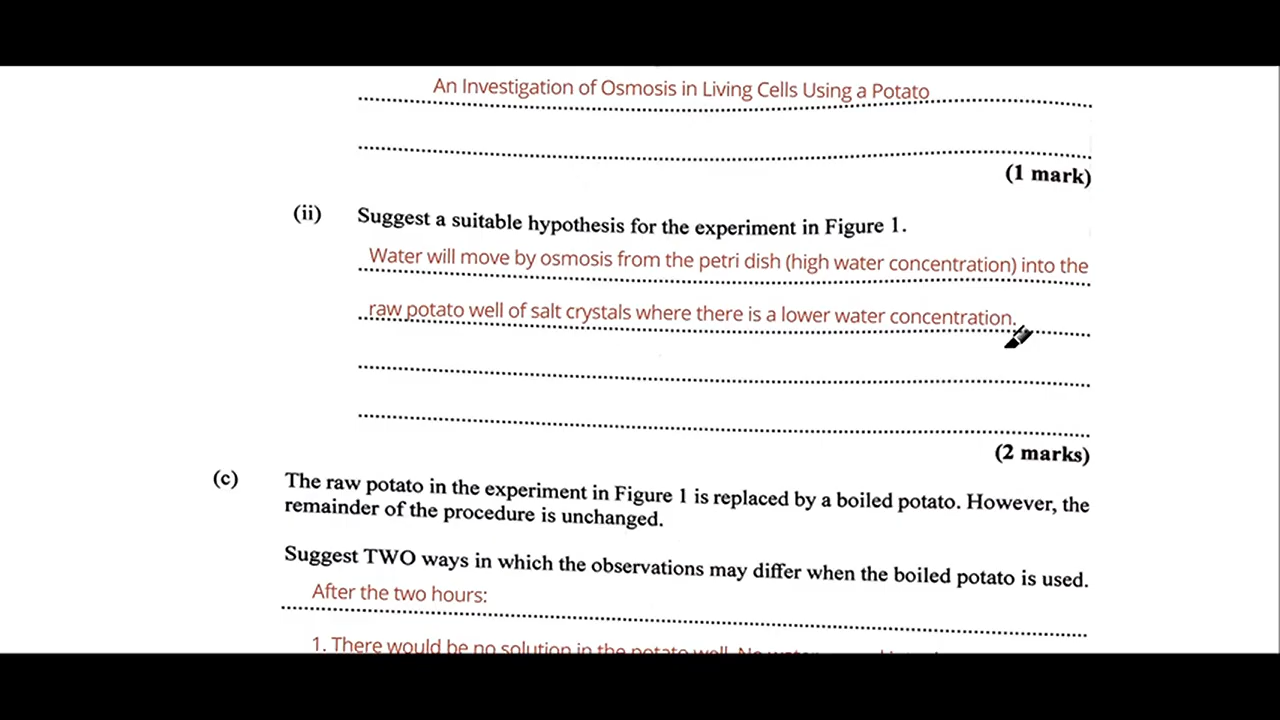 An Investigation of Osmosis in Living Cells Using a Potato
(1 mark)
(ii) Suggest a suitable hypothesis for the experiment in Figure 1.
Water will move by osmosis from the petri dish (high water concentration) into the
raw potato well of salt crystals where there is a lower water concentration.
(2 marks)
(c) The raw potato in the experiment in Figure 1 is replaced by a boiled potato. However, the
remainder of the procedure is unchanged.
Suggest TWO ways in which the observations may differ when the boiled potato is used.
After the two hours:
1. There would be no solution in the potato well. No